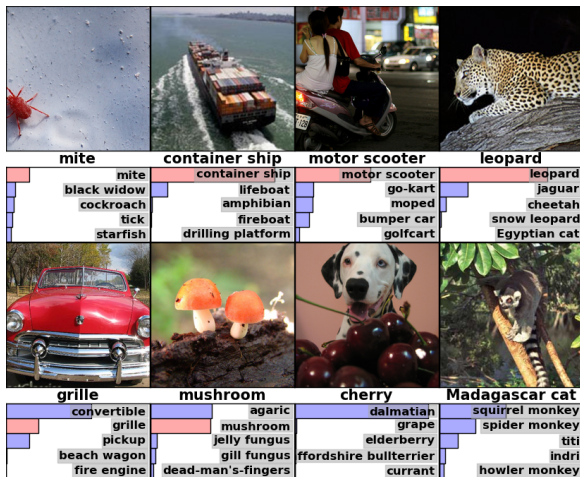 mite
container ship
motor scooter
leopard
mite
black widow
cockroach
tick
starfish
container ship
lifeboat
amphibian
fireboat
drilling platform
motor scooter
go-kart
moped
bumper car
golfcart
leopard
jaguar
cheetah
snow leopard
Egyptian cat
grille
mushroom
cherry
Madagascar cat
convertible
grille
pickup
beach wagon
fire engine
agaric
mushroom
jelly fungus
gill fungus
dead-man's-fingers
dalmatian
grape
elderberry
ffordshire bullterrier
currant
squirrel monkey
spider monkey
titi
indri
howler monkey